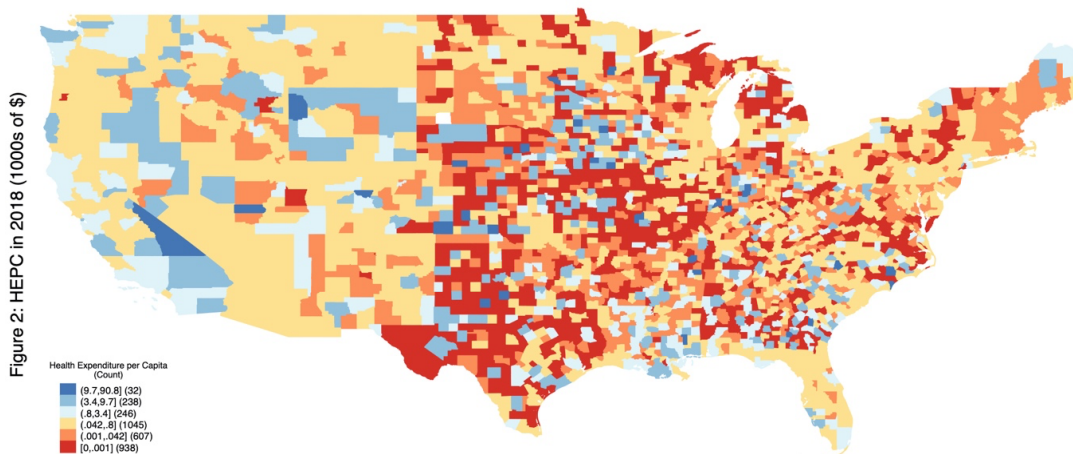 Figure 2: HEPC in 2018 (1000s of $)
Health Expenditure per Capita
(Count)
(9.7,90.8] (32)
(3.4,9.7] (238)
(.8,3.4] (246)
(.042,.8] (1045)
(.001,.042] (607)
[0,.001] (938)